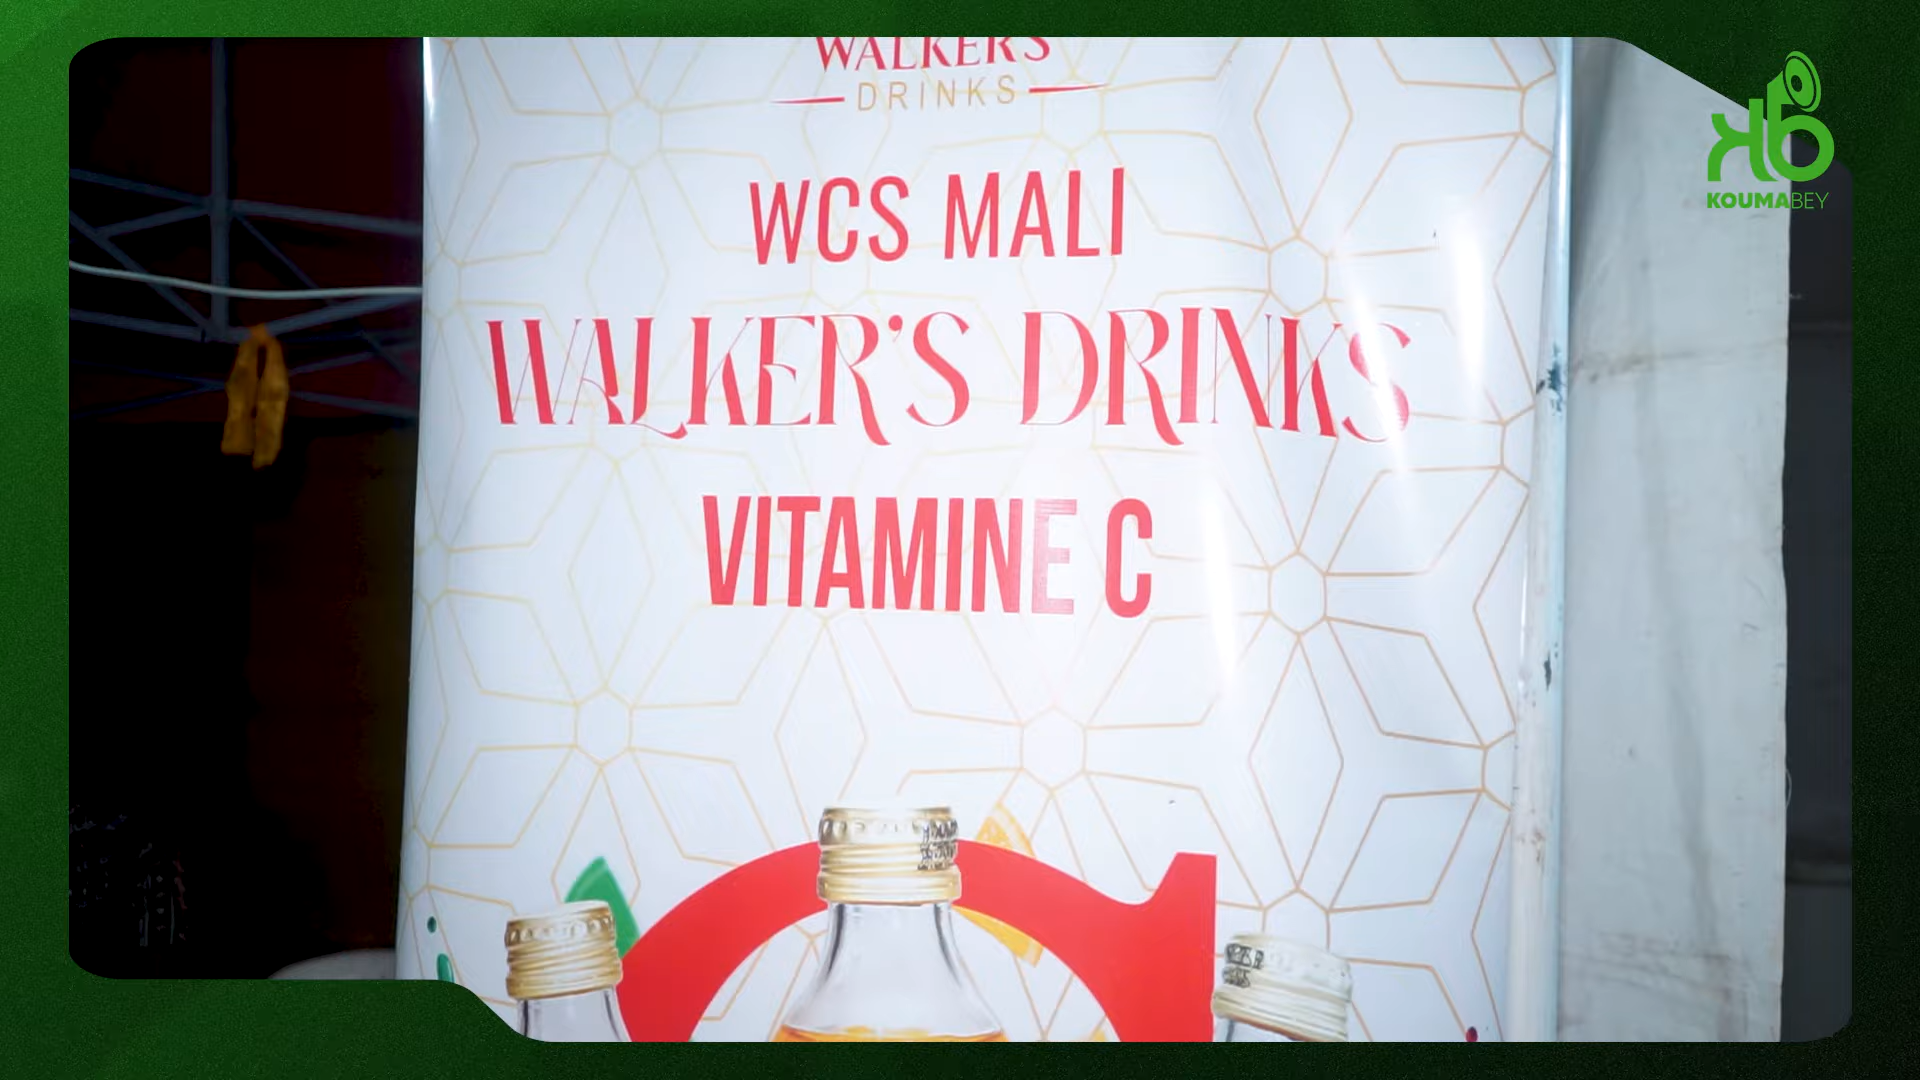 WALKER'S
DRINKS
WCS MALI
WALKER'S DRINKS
VITAMINE C
KOUMABEY